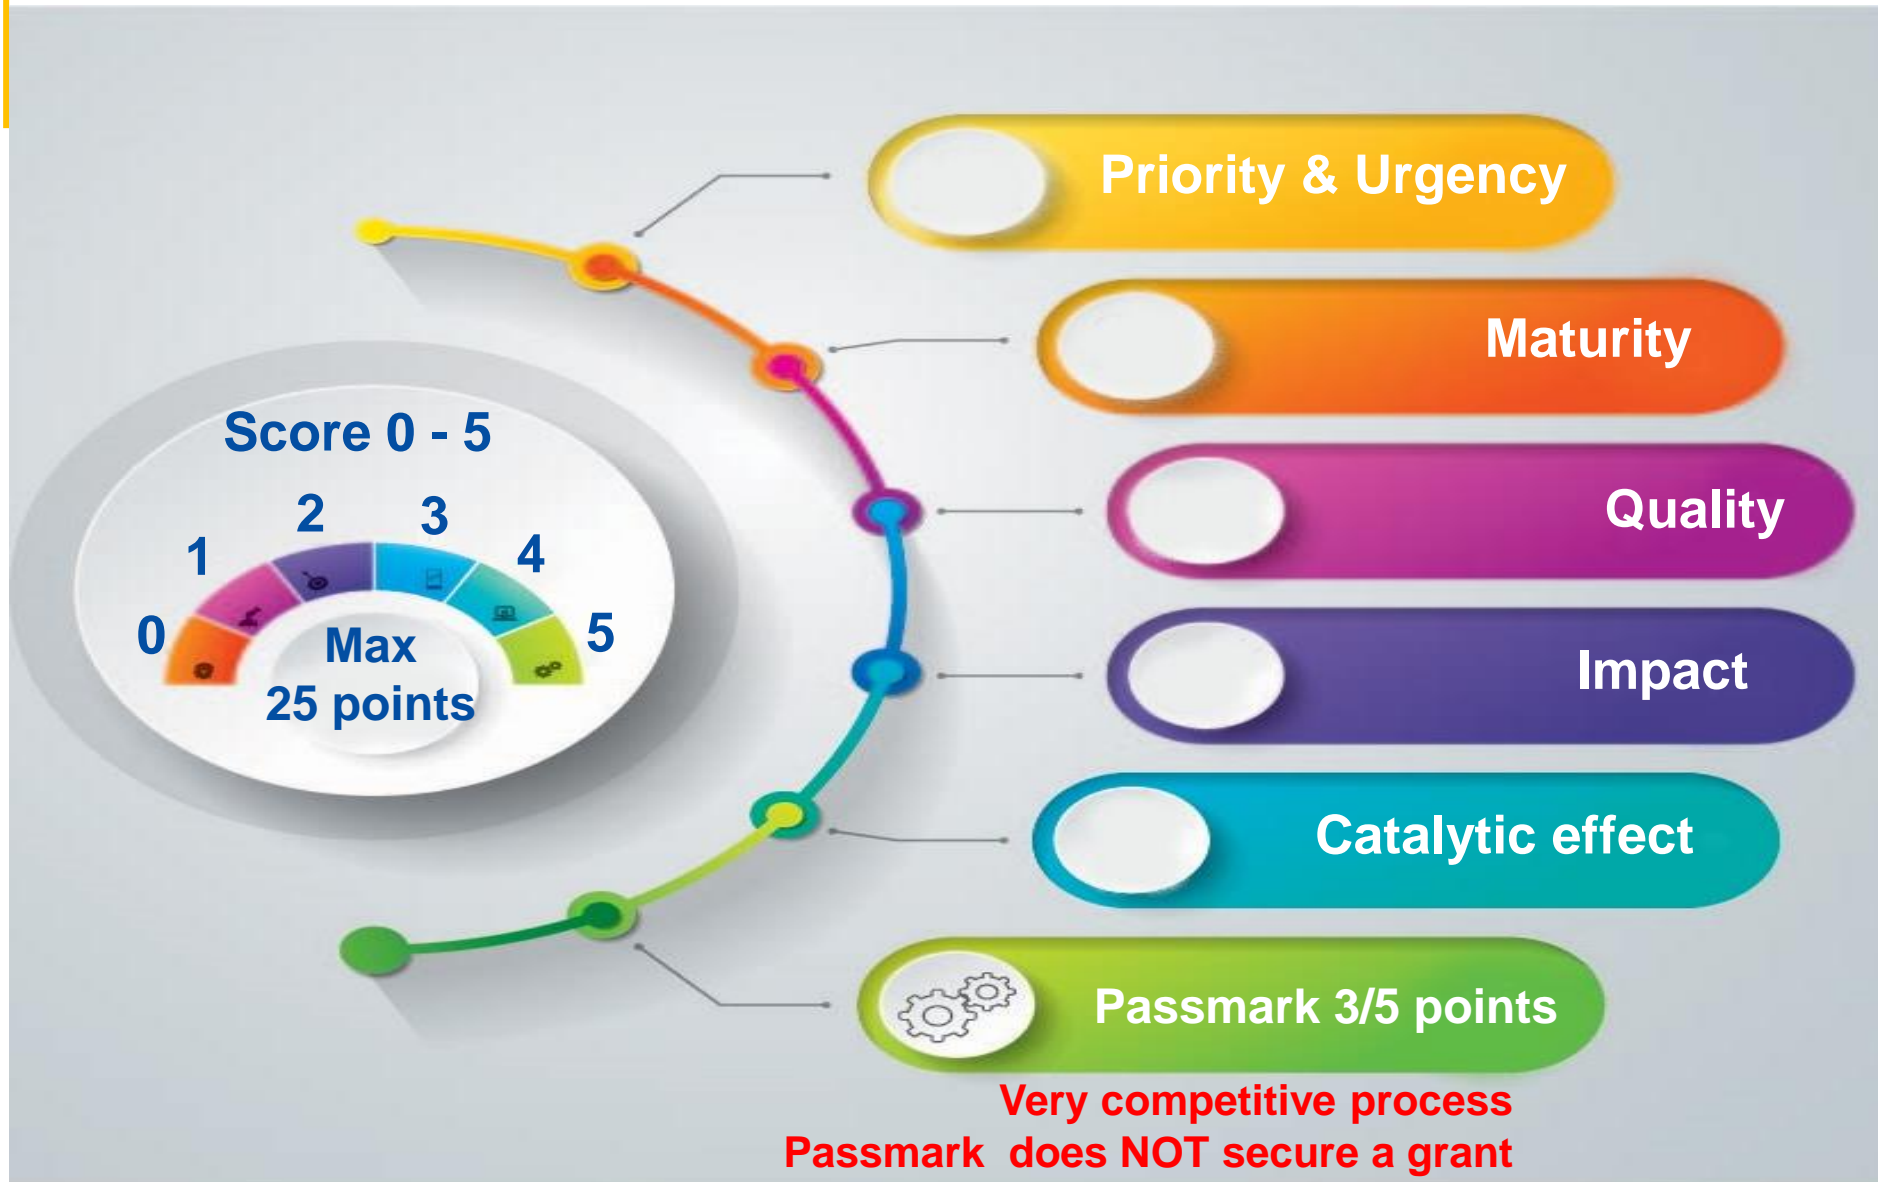 Score 0 - 5
0
1
2
3
4
5
Max
25 points
Priority & Urgency
Maturity
Quality
Impact
Catalytic effect
Passmark 3/5 points
Very competitive process
Passmark  does NOT secure a grant